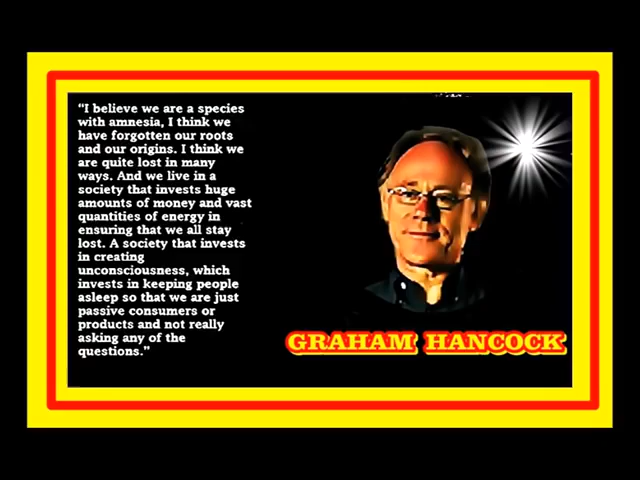 "I believe we are a species
with amnesia, I think we
have forgotten our roots
and our origins. I think we
are quite lost in many
ways. And we live in a
society that invests huge
amounts of money and vast
quantities of energy in
ensuring that we all stay
lost. A society that invests
in creating
unconsciousness, which
invests in keeping people
asleep so that we are just
passive consumers or
products and not really
asking any of the
questions."
GRAHAM HANCOCK